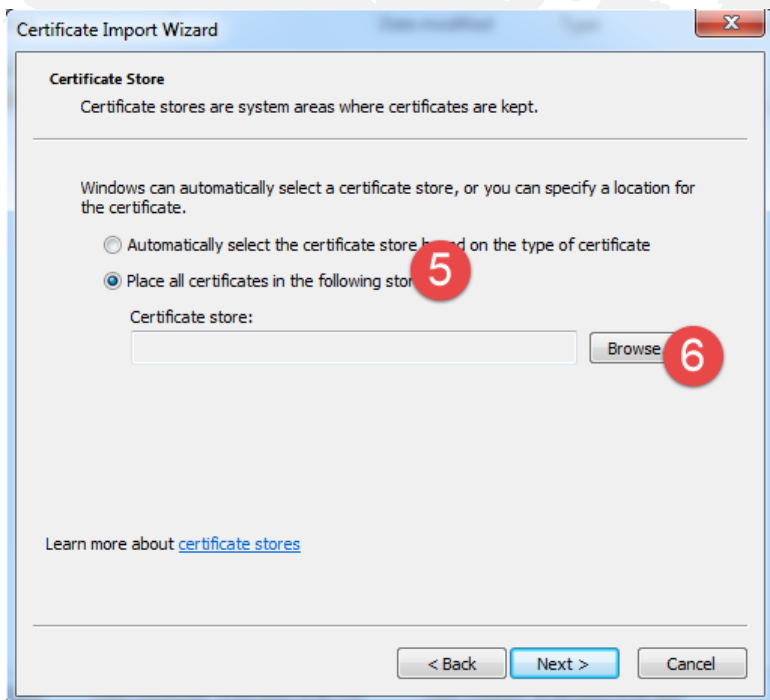 Certificate Import Wizard
Date modified Type
Certificate Store
Certificate stores are system areas where certificates are kept.
Windows can automatically select a certificate store, or you can specify a location for
the certificate.
Automatically select the certificate store on the type of certificate
Place all certificates in the following
5
Certificate store:
Browse
6
Learn more about certificate stores
< Back Next > Cancel